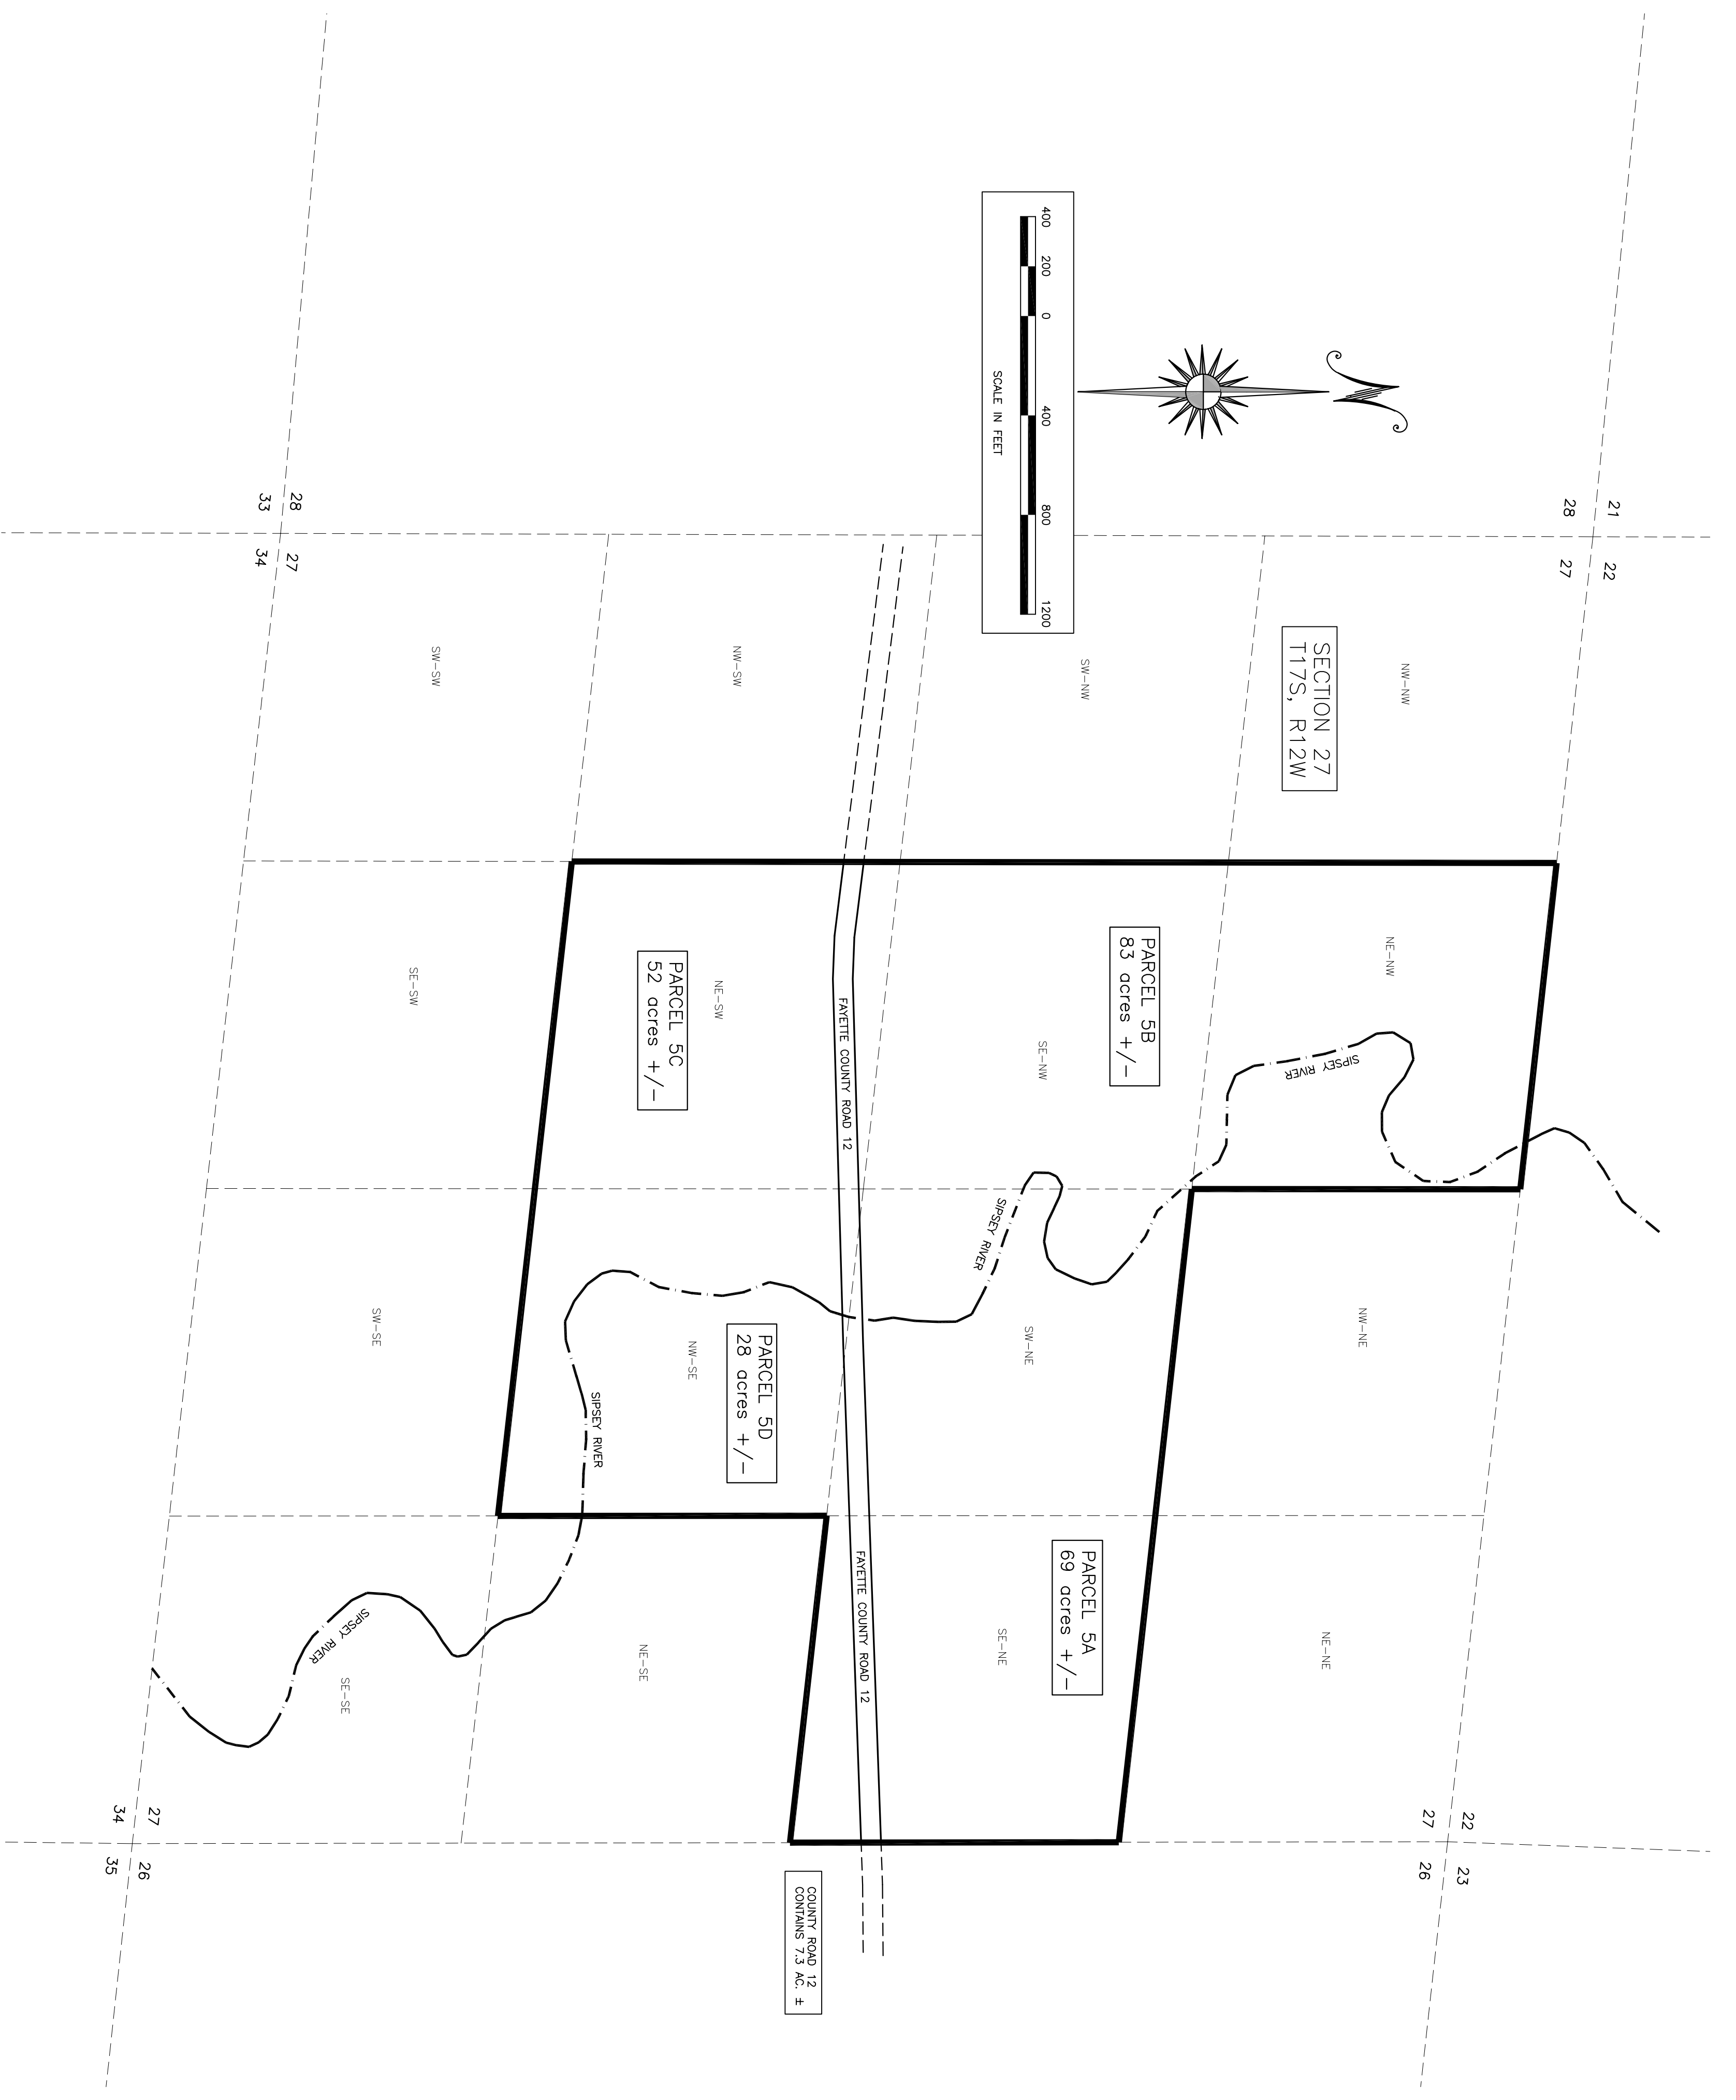 21
22
28
27
22
23
27
26
N
NW-NW
NE-NW
NW-NE
NE-NE
SECTION 27
T17S, R12W
SIPSEY RIVER
PARCEL 5B
83 acres +/-
SW-NW
SE-NW
SW-NE
SE-NE
PARCEL 5A
69 acres +/-
400 200 0 400 800 1200
SCALE IN FEET
SIPSEY RIVER
FAYETTE COUNTY ROAD 12
FAYETTE COUNTY ROAD 12
COUNTY ROAD 12
CONTAINS 7.3 AC. ±
PARCEL 5D
28 acres +/-
NW-SW
NE-SW
NW-SE
NE-SE
PARCEL 5C
52 acres +/-
SIPSEY RIVER
SW-SW
SE-SW
SW-SE
SE-SE
SIPSEY RIVER
28
27
33
34
27
26
34
35